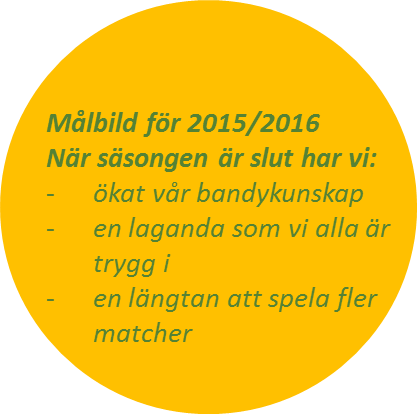 Målbild för 2015/2016
När säsongen är slut har vi:
- ökat vår bandykunskap
- en laganda som vi alla är
trygg i
- en längtan att spela fler
matcher